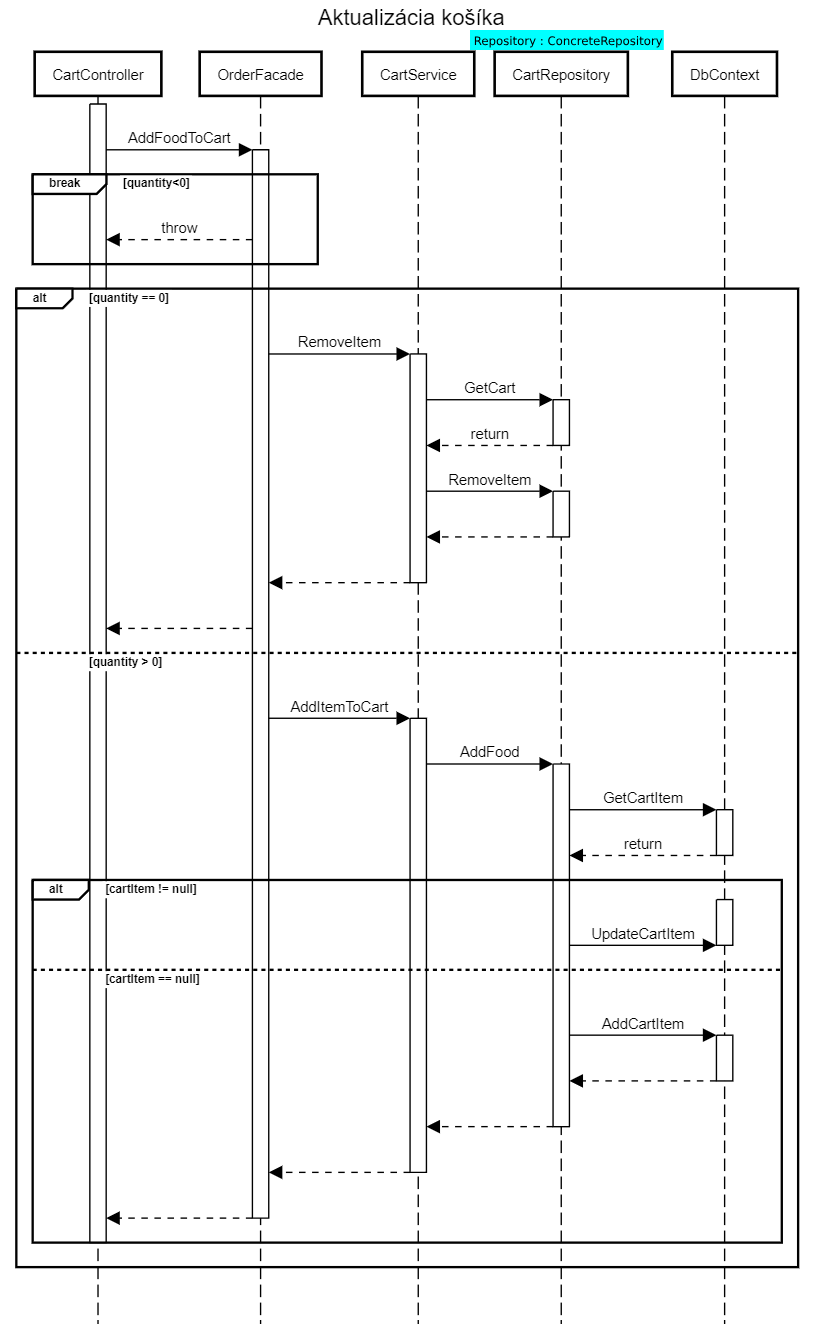 Aktualizácia košíka
Repository : ConcreteRepository
CartController
OrderFacade
CartService
CartRepository
DbContext
AddFoodToCart
break
[quantity<0]
throw
alt
[quantity == 0]
RemoveItem
GetCart
return
RemoveItem
[quantity > 0]
AddItemToCart
AddFood
GetCartItem
return
alt
[cartItem != null]
UpdateCartItem
[cartItem == null]
AddCartItem